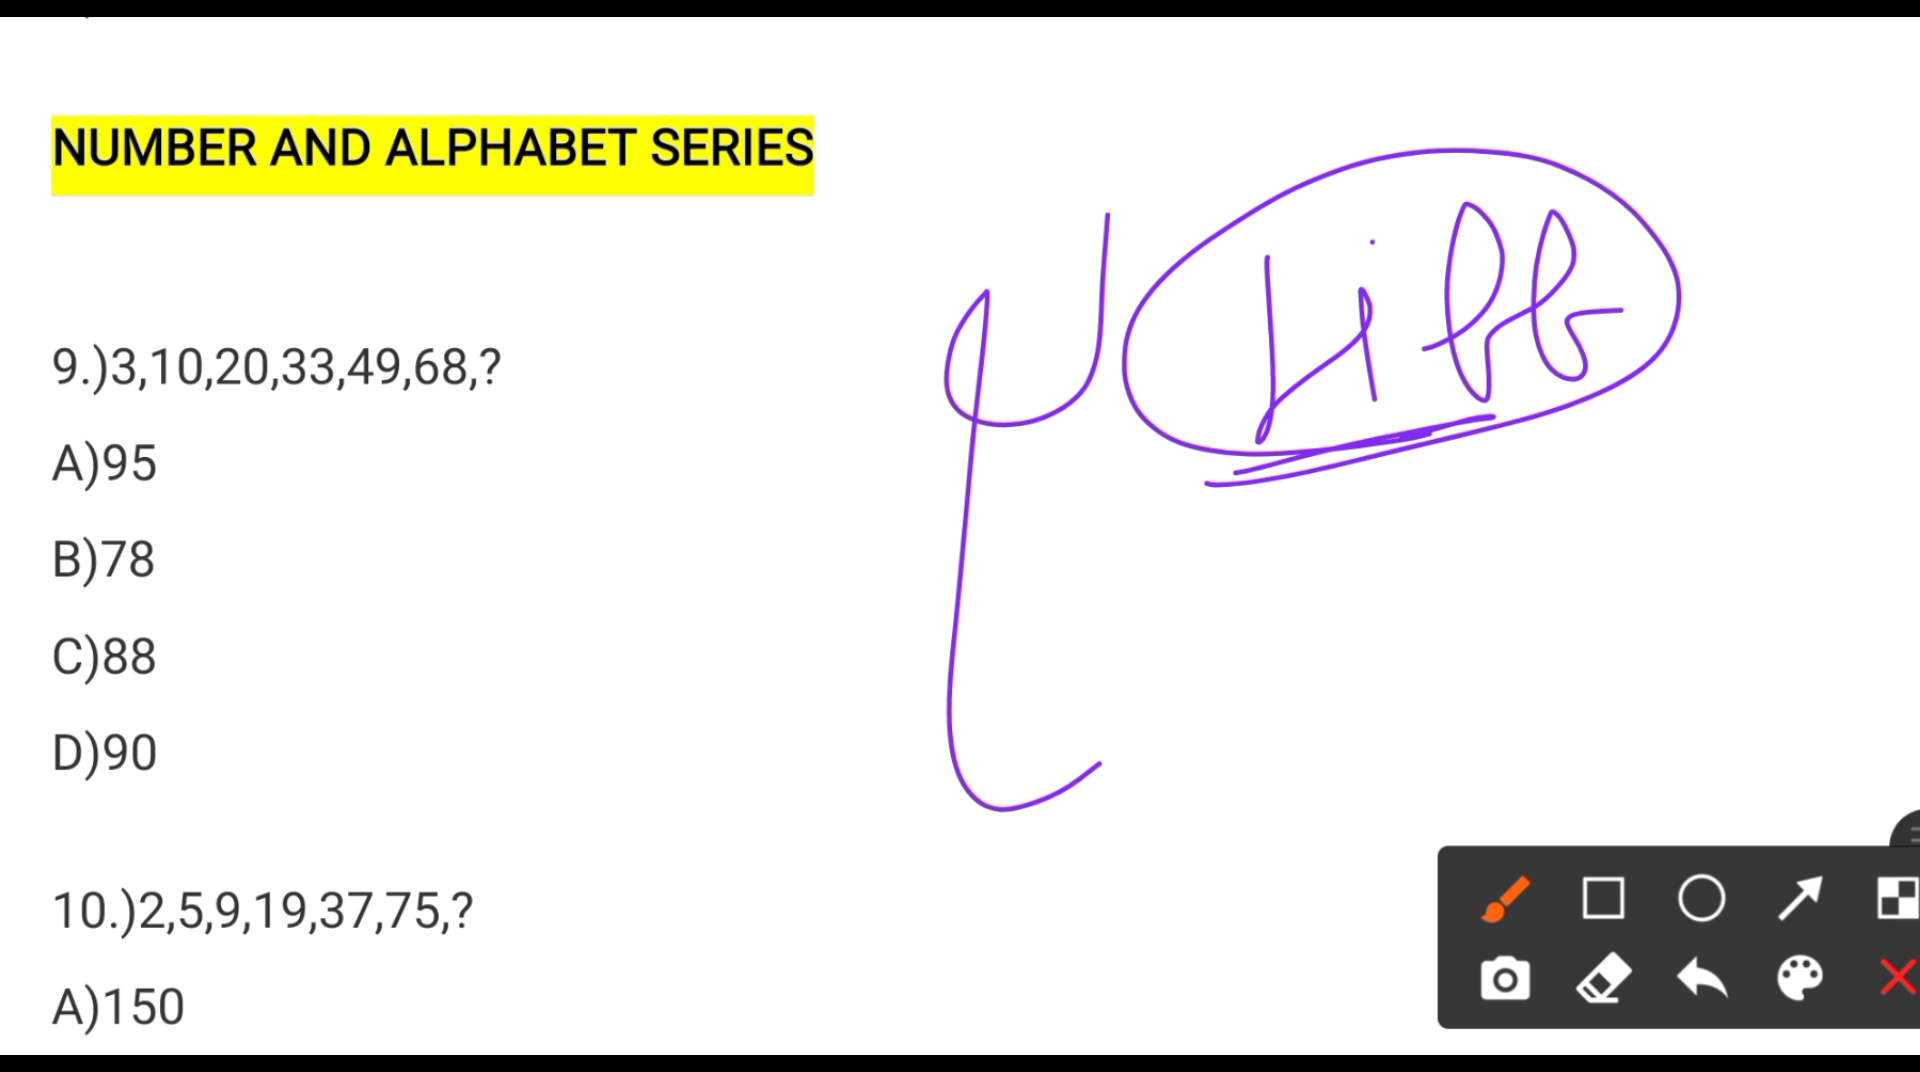 NUMBER AND ALPHABET SERIES
9.)3,10,20,33,49,68,?
A)95
B)78
C)88
D)90
10.)2,5,9,19,37,75,?
A)150